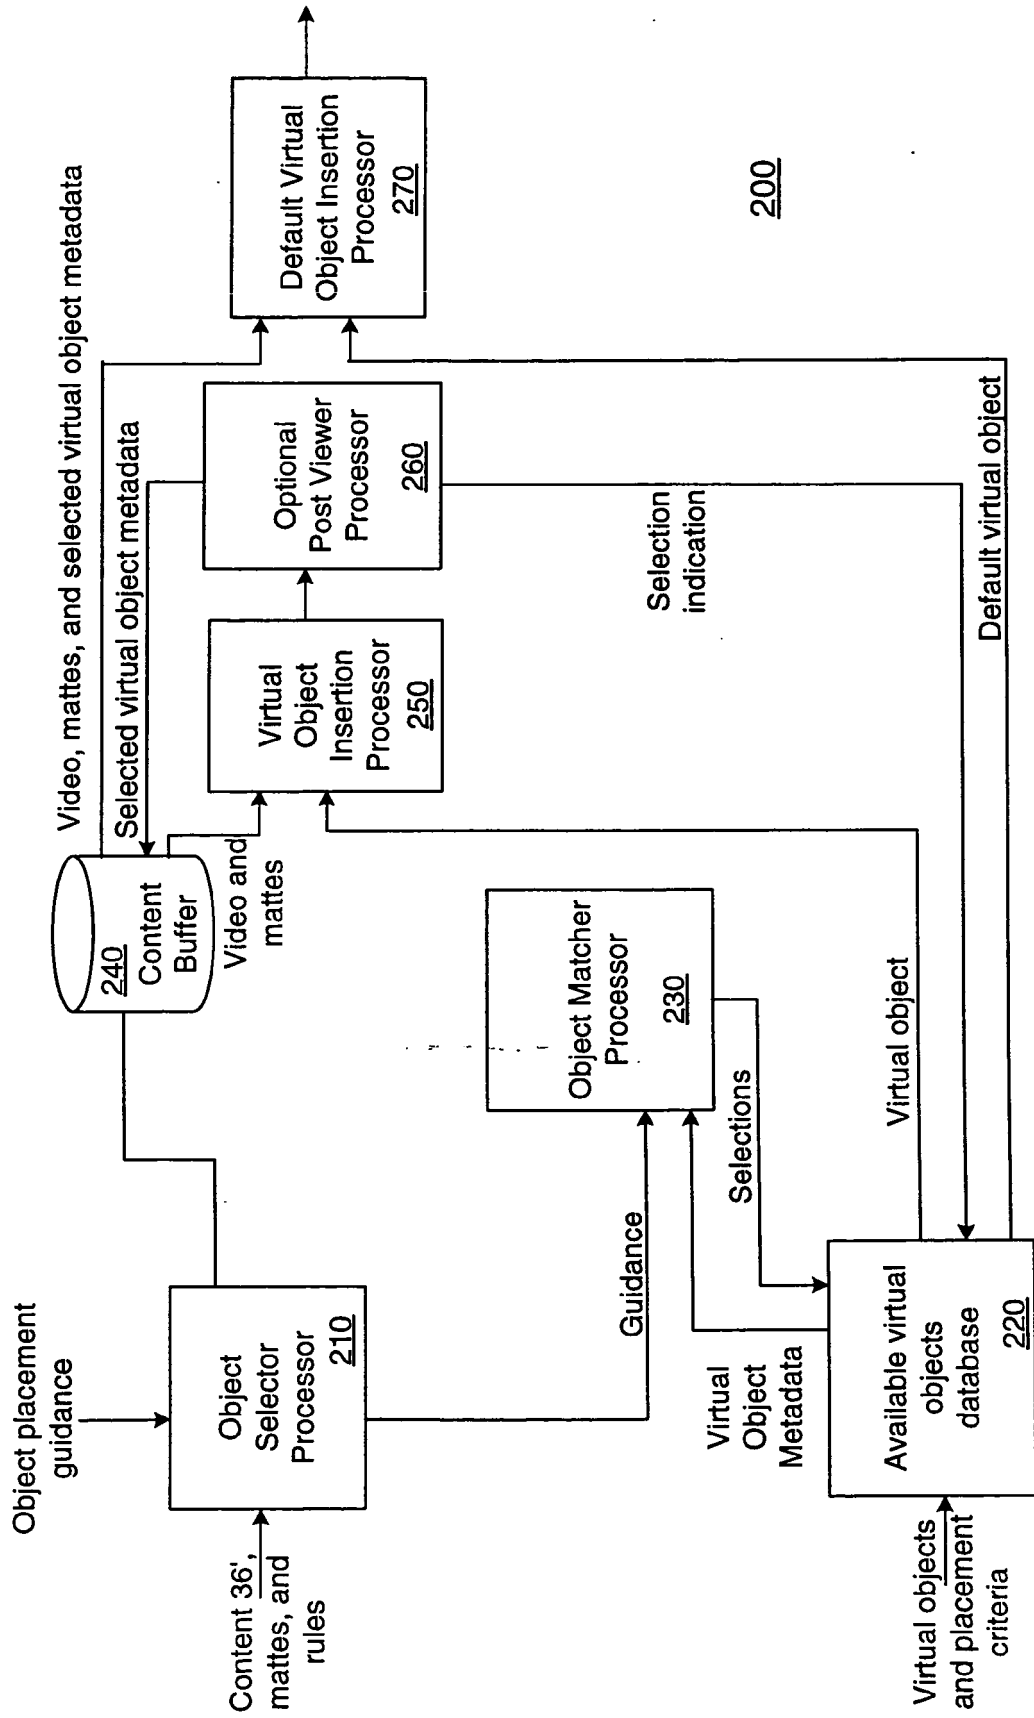 Video, mattes, and selected virtual object metadata
Selected virtual object metadata
Object placement
guidance
Content 36',
mattes, and
rules
Object
Selector
Processor
210
240
Content
Buffer
Video and
mattes
Virtual
Object
Insertion
Processor
250
Optional
Post Viewer
Processor
260
Default Virtual
Object Insertion
Processor
270
Guidance
Object Matcher
Processor
230
Selections
Virtual
Object
Metadata
Selection
indication
200
Virtual objects
and placement
criteria
Available virtual
objects
database
220
Virtual object
Default virtual object